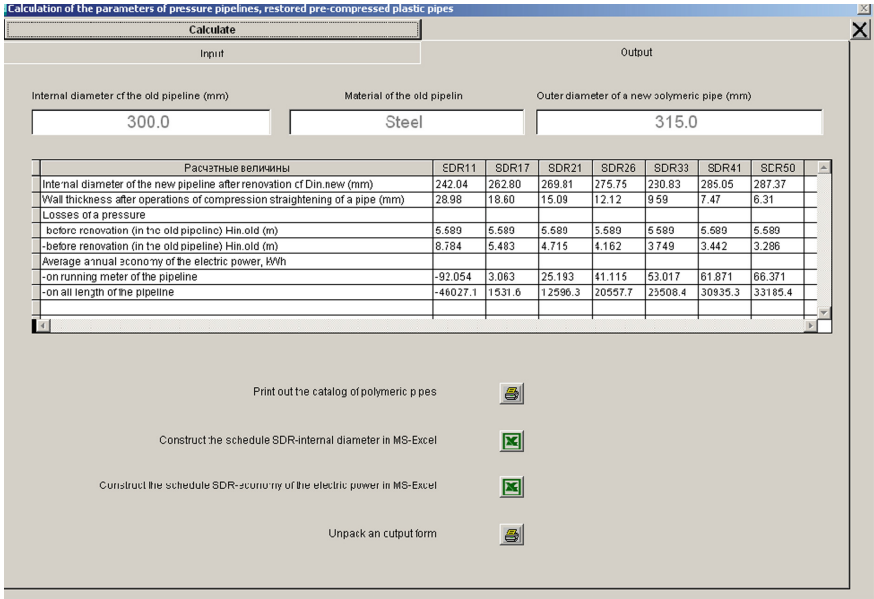 Calculation of the parameters of pressure pipelines, restored pre-compressed plastic pipes
Calculate
Input Output
Internal diameter of the old pipeline (mm) Material of the old pipelin Outer diameter of a new polymeric pipe (mm)
300.0 Steel 315.0
Расчетные величины SDR11 SDR17 SDR21 SDR26 SDR33 SDR41 SDR50
Internal diameter of the new pipeline after renovation of Din.new (mm) 242.04 262.80 269.81 275.75 280.83 285.05 287.37
Wall thickness after operations of compression straightening of a pipe (mm) 28.98 18.60 15.09 12.12 9.59 7.47 6.31
Losses of a pressure
-before renovation (in the old pipeline) Hin.old (m) 5.589 5.589 5.589 5.589 5.589 5.589 5.589
-before renovation (in the old pipeline) Hin.old (m) 8.784 5.483 4.715 4.162 3.749 3.442 3.286
Average annual economy of the electric power, kWh
-on running meter of the pipeline -92.054 3.063 25.193 41.115 53.017 61.871 66.371
-on all length of the pipeline -46027.1 1531.6 12596.3 20557.7 26508.4 30935.3 33185.4
Print out the catalog of polymeric pipes
Construct the schedule SDR-internal diameter in MS-Excel
Construct the schedule SDR-economy of the electric power in MS-Excel
Unpack an output form